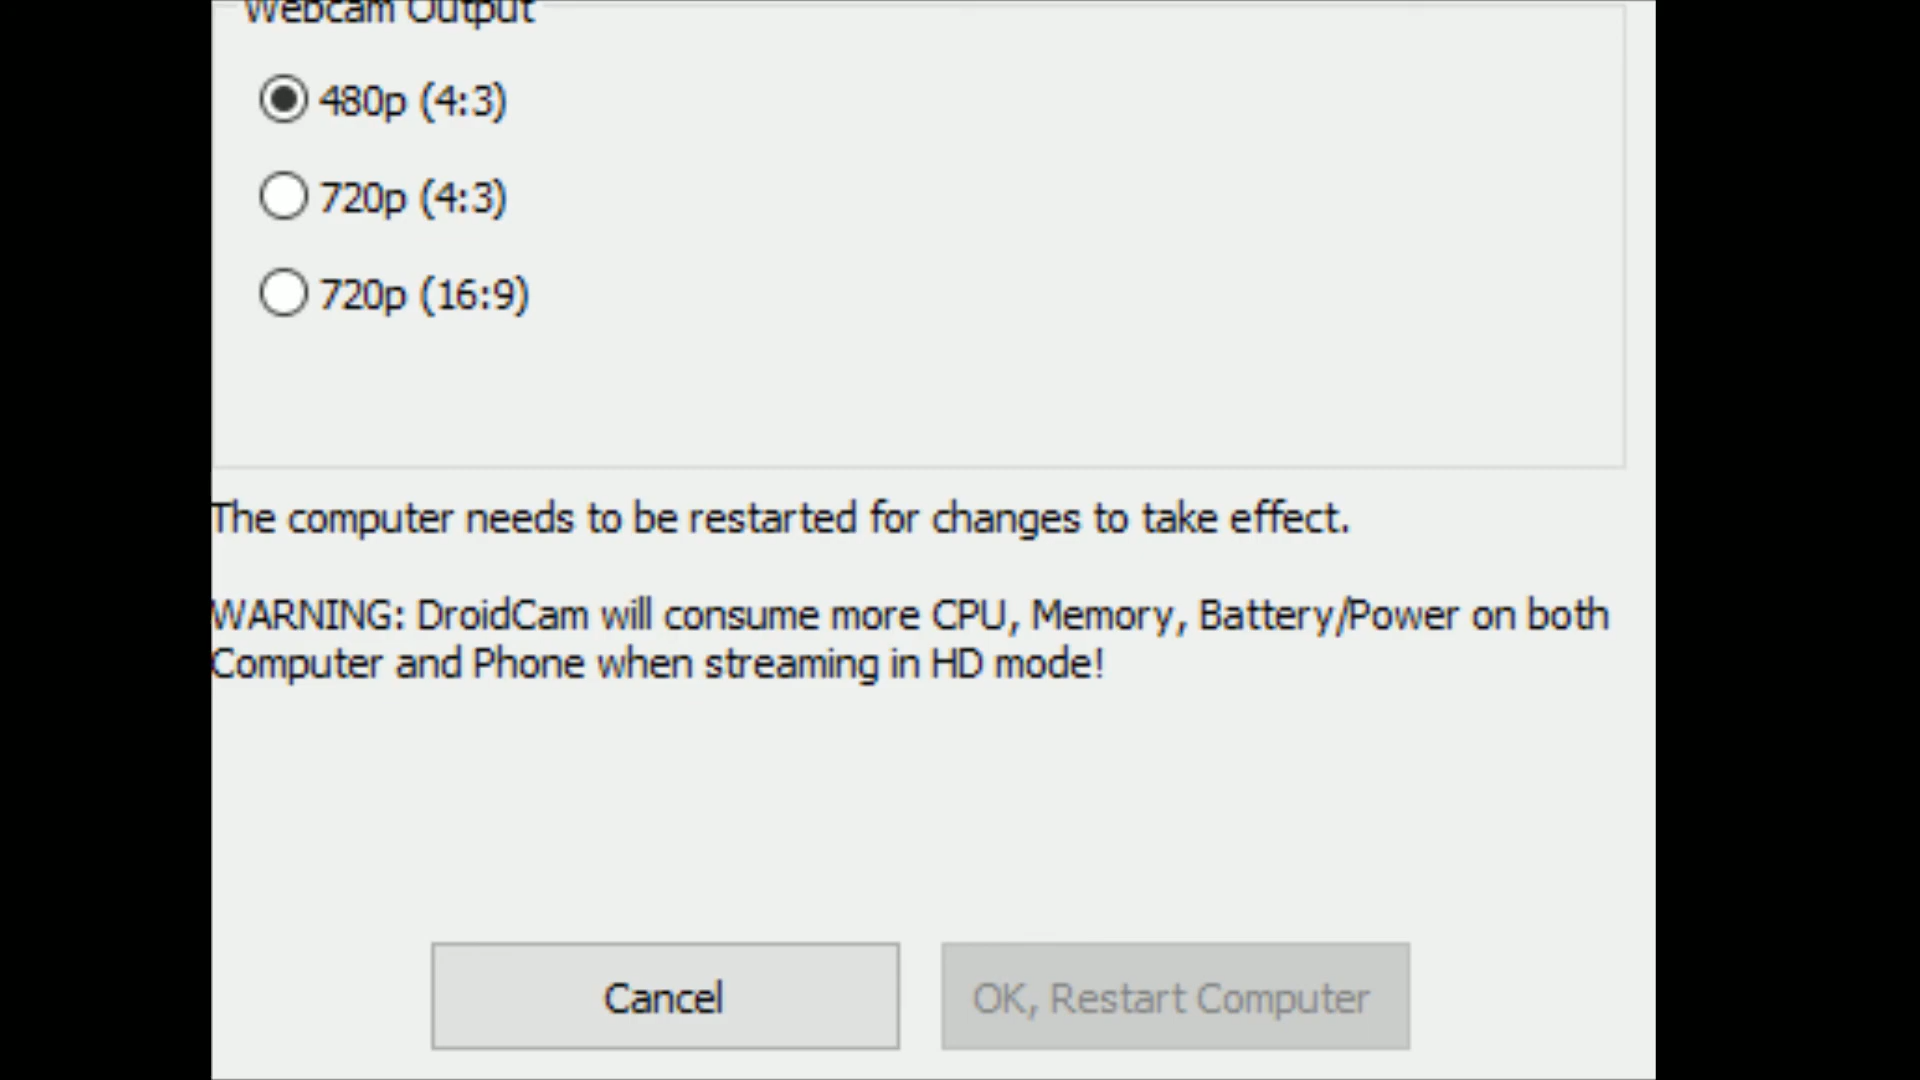 Webcam Output
480p (4:3)
720p (4:3)
720p (16:9)
The computer needs to be restarted for changes to take effect.
WARNING: DroidCam will consume more CPU, Memory, Battery/Power on both
Computer and Phone when streaming in HD mode!
Cancel
OK, Restart Computer